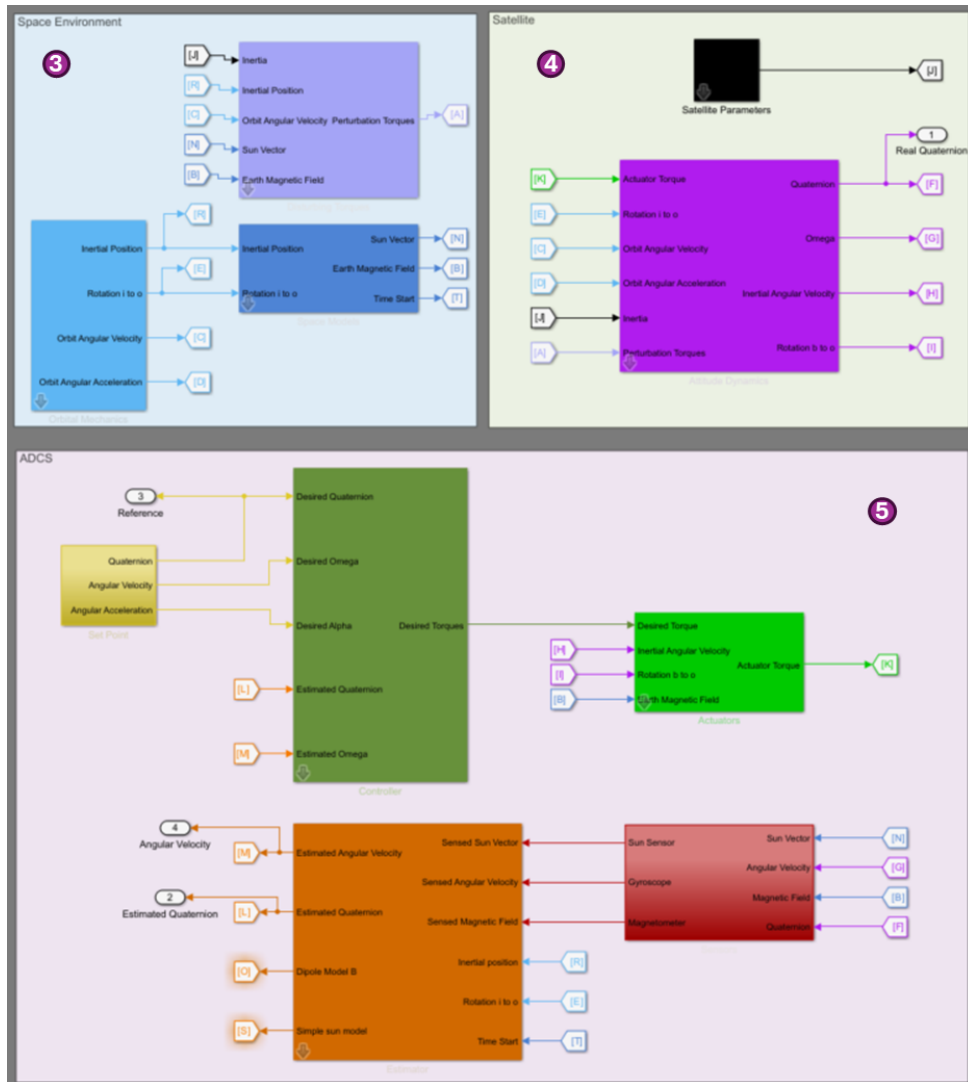 Space Environment
3
[J]
Inertia
[R]
Inertial Position
[C]
Orbit Angular Velocity
Perturbation Torques
[A]
[N]
Sun Vector
[B]
Earth Magnetic Field
[R]
Inertial Position
Inertial Position
Sun Vector
[N]
[E]
Earth Magnetic Field
[B]
Rotation i to o
Rotation i to o
Time Start
[T]
Orbit Angular Velocity
[C]
Orbit Angular Acceleration
[D]
Orbital Mechanics
Satellite
4
[J]
Satellite Parameters
1
Real Quaternion
[K]
Actuator Torque
Quaternion
[F]
[E]
Rotation i to o
Omega
[G]
[C]
Orbit Angular Velocity
[D]
Orbit Angular Acceleration
Inertial Angular Velocity
[H]
[J]
Inertia
[A]
Perturbation Torques
Rotation b to o
[I]
Attitude Dynamics
ADCS
5
3
Reference
Desired Quaternion
Quaternion
Desired Omega
Angular Velocity
Angular Acceleration
Desired Alpha
Desired Torques
Set Point
[L]
Estimated Quaternion
[M]
Estimated Omega
Controller
Desired Torque
[H]
Inertial Angular Velocity
[I]
Rotation b to o
Actuator Torque
[K]
[B]
Earth Magnetic Field
Actuators
4
Angular Velocity
[M]
Estimated Angular Velocity
Sensed Sun Vector
Sun Sensor
Sun Vector
[N]
Sensed Angular Velocity
Gyroscope
Angular Velocity
[G]
2
Estimated Quaternion
[L]
Estimated Quaternion
Sensed Magnetic Field
Magnetometer
Magnetic Field
[B]
Quaternion
[F]
[O]
Dipole Model B
Inertial position
[R]
Rotation i to o
[E]
[S]
Simple sun model
Time Start
[T]
Estimator